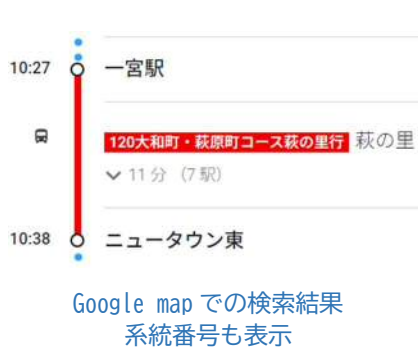 10:27 一宮駅
120大和町・萩原町コース萩の里行 萩の里
11 分 (7 駅)
10:38 ニュータウン東
Google map での検索結果
系統番号も表示